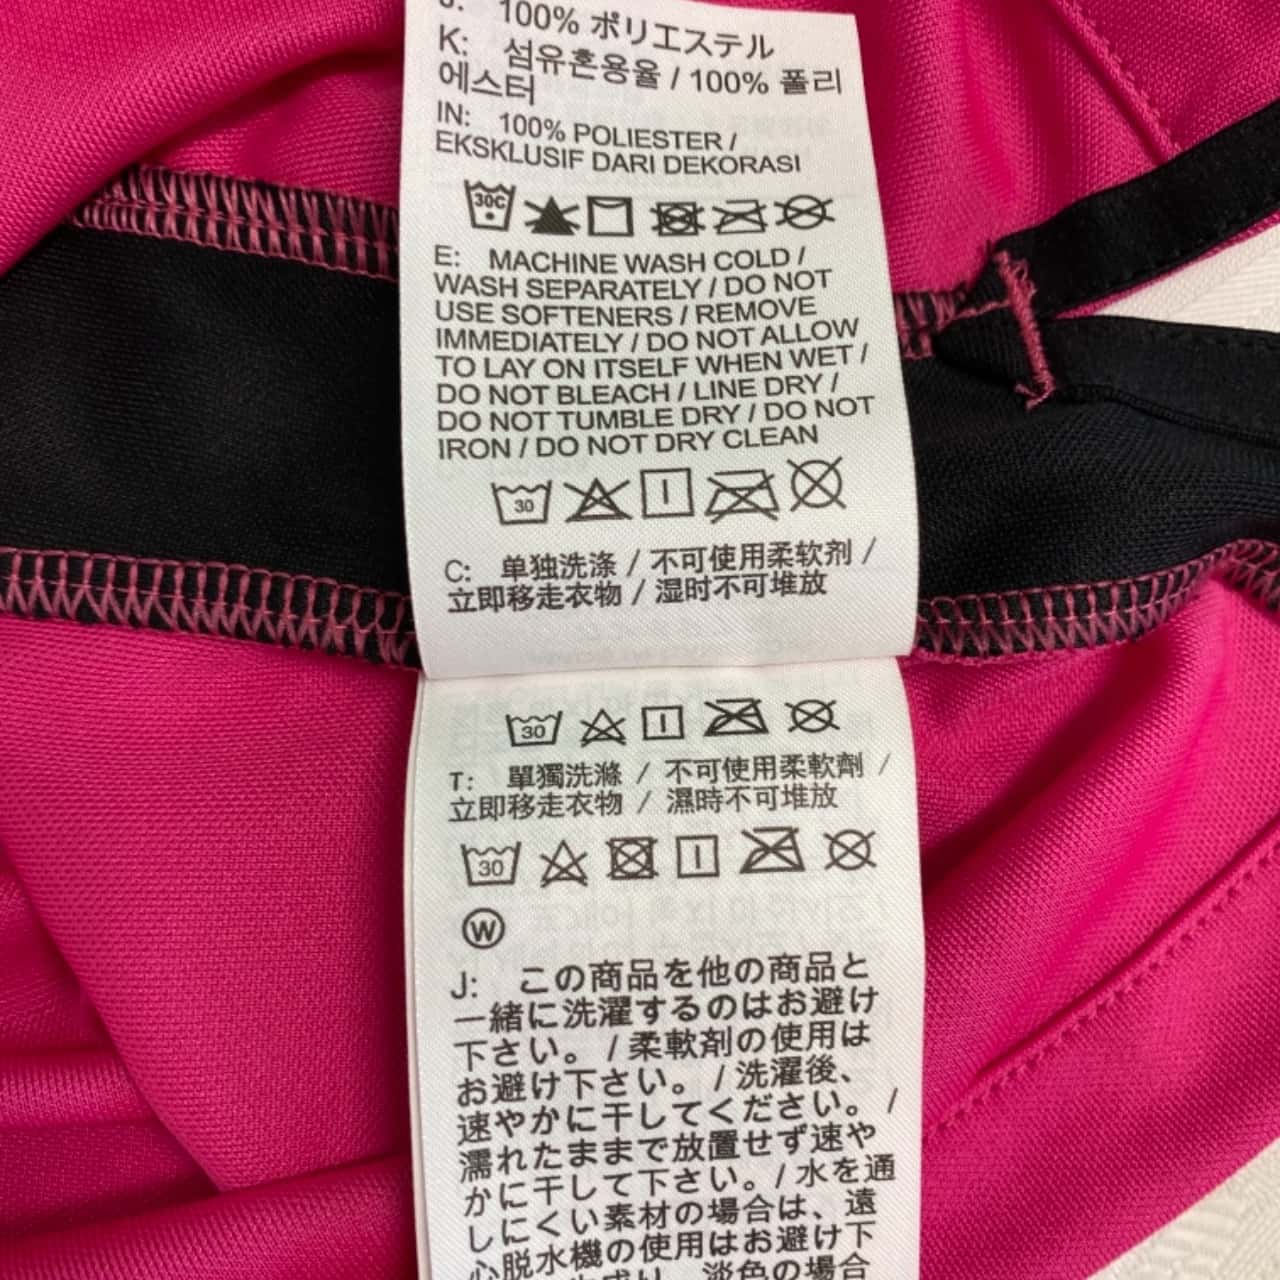 J: 100% ポリエステル
K: 섬유혼용율 / 100% 폴리
에스터
IN: 100% POLIESTER /
EKSKLUSIF DARI DEKORASI
30C
E: MACHINE WASH COLD /
WASH SEPARATELY / DO NOT
USE SOFTENERS / REMOVE
IMMEDIATELY / DO NOT ALLOW
TO LAY ON ITSELF WHEN WET /
DO NOT BLEACH / LINE DRY /
DO NOT TUMBLE DRY / DO NOT
IRON / DO NOT DRY CLEAN
30
C: 单独洗涤 / 不可使用柔软剂 /
立即移走衣物 / 湿时不可堆放
30
T: 單獨洗滌 / 不可使用柔軟劑 /
立即移走衣物 / 濕時不可堆放
30
W
J: この商品を他の商品と
一緒に洗濯するのはお避け
下さい。 / 柔軟剤の使用は
お避け下さい。 / 洗濯後、
速やかに干してください。 /
濡れたままで放置せず速や
かに干して下さい。 / 水を通
しにくい素材の場合は、遠
心脱水機の使用はお避け下
淡色の場合